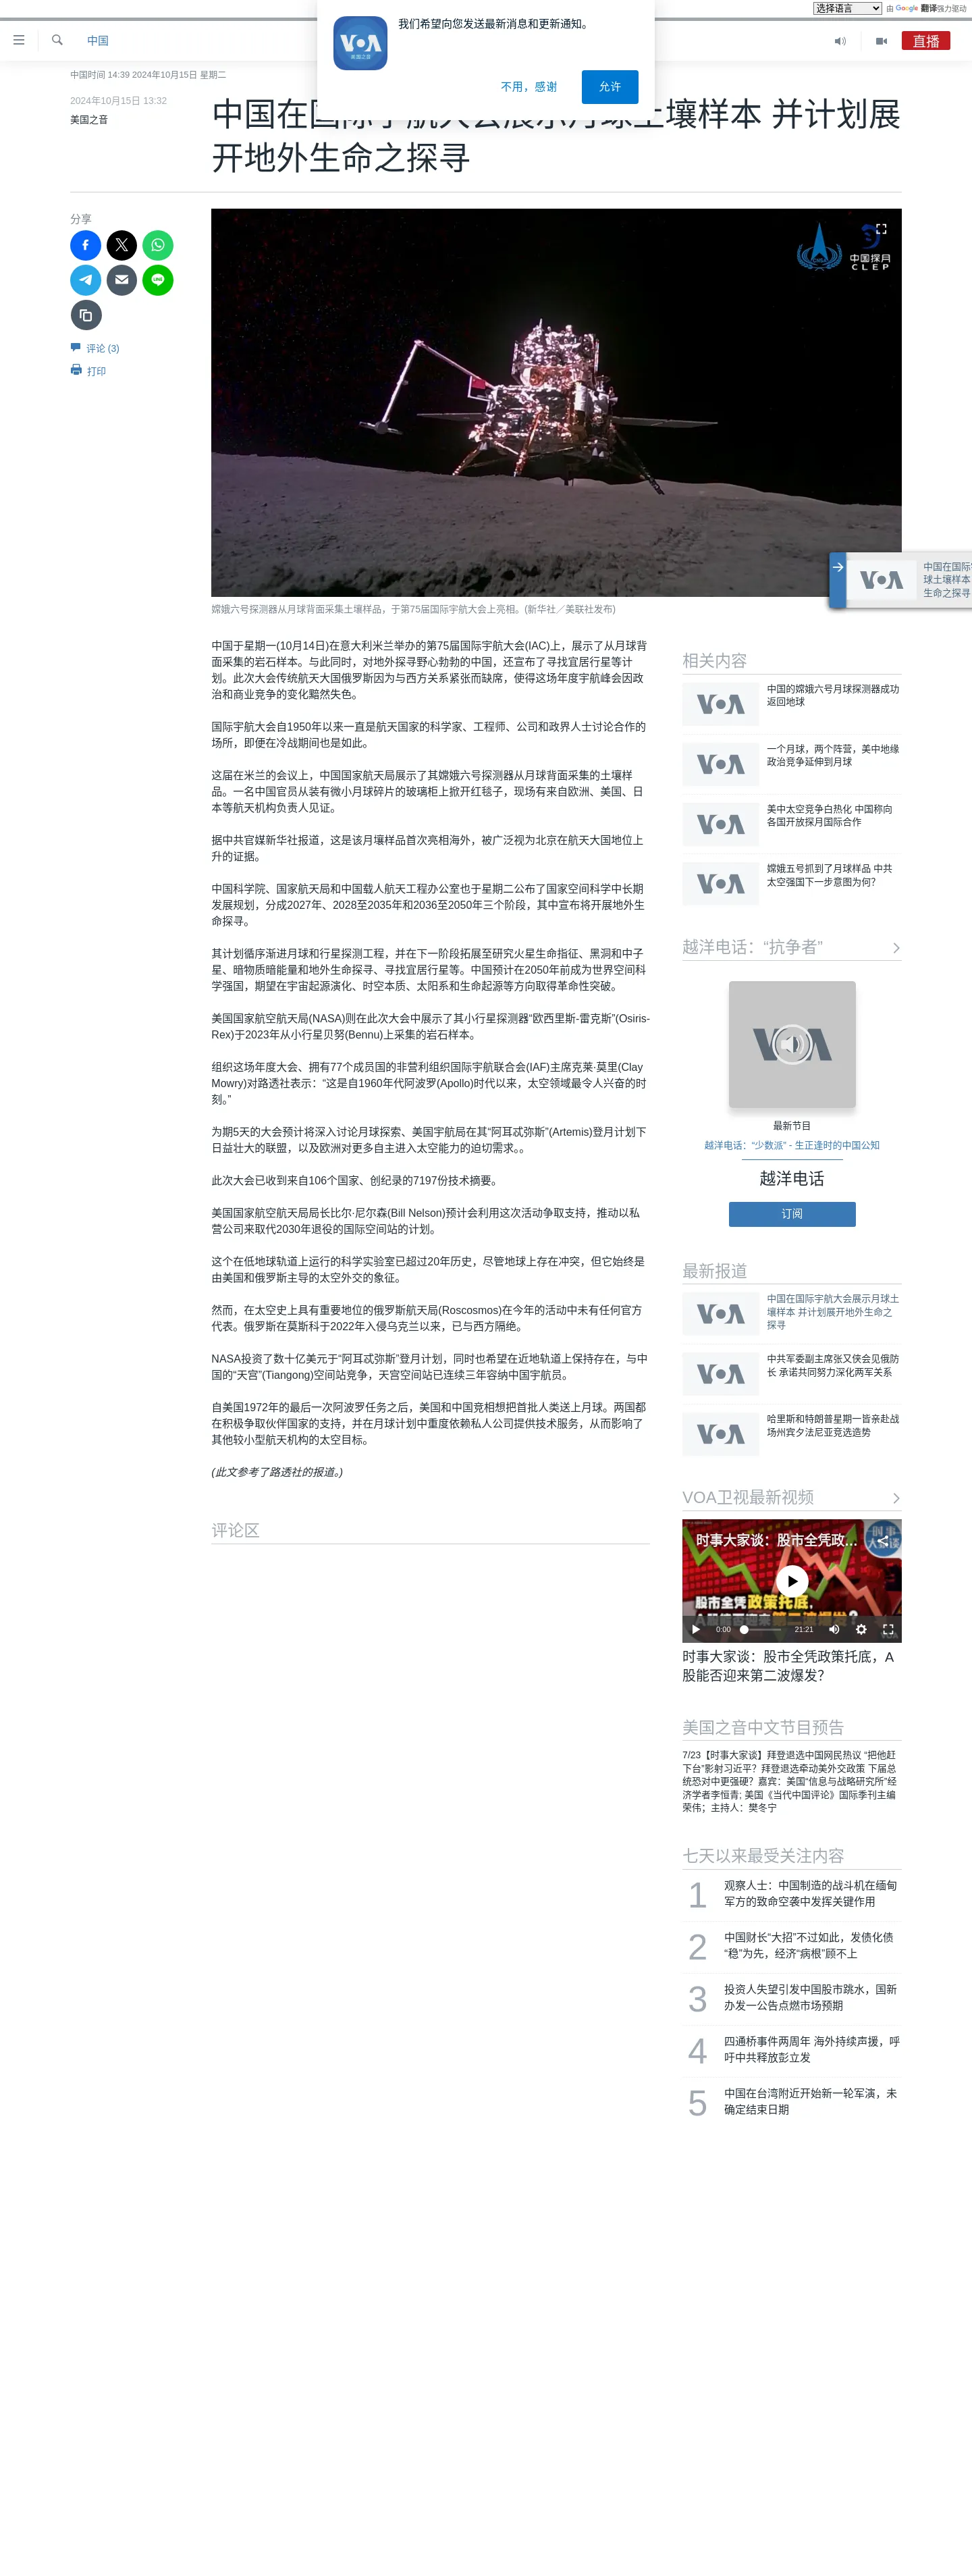 选择语言 由 Google 翻译强力驱动
我们希望向您发送最新消息和更新通知。
VOA
美国之音
不用，感谢
允许
中国
直播
中国时间 14:39 2024年10月15日 星期二
2024年10月15日 13:32
美国之音
中国在国际宇航大会展示月球土壤样本 并计划展
开地外生命之探寻
分享
评论 (3)
打印
CNSA
中国探月
CLEP
嫦娥六号探测器从月球背面采集土壤样品，于第75届国际宇航大会上亮相。(新华社／美联社发布)
VOA
中国在国际宇
球土壤样本
生命之探寻
中国于星期一(10月14日)在意大利米兰举办的第75届国际宇航大会(IAC)上，展示了从月球背
面采集的岩石样本。与此同时，对地外探寻野心勃勃的中国，还宣布了寻找宜居行星等计
划。此次大会传统航天大国俄罗斯因为与西方关系紧张而缺席，使得这场年度宇航峰会因政
治和商业竞争的变化黯然失色。
国际宇航大会自1950年以来一直是航天国家的科学家、工程师、公司和政界人士讨论合作的
场所，即便在冷战期间也是如此。
这届在米兰的会议上，中国国家航天局展示了其嫦娥六号探测器从月球背面采集的土壤样
品。一名中国官员从装有微小月球碎片的玻璃柜上掀开红毯子，现场有来自欧洲、美国、日
本等航天机构负责人见证。
据中共官媒新华社报道，这是该月壤样品首次亮相海外，被广泛视为北京在航天大国地位上
升的证据。
中国科学院、国家航天局和中国载人航天工程办公室也于星期二公布了国家空间科学中长期
发展规划，分成2027年、2028至2035年和2036至2050年三个阶段，其中宣布将开展地外生
命探寻。
其计划循序渐进月球和行星探测工程，并在下一阶段拓展至研究火星生命指征、黑洞和中子
星、暗物质暗能量和地外生命探寻、寻找宜居行星等。中国预计在2050年前成为世界空间科
学强国，期望在宇宙起源演化、时空本质、太阳系和生命起源等方向取得革命性突破。
美国国家航空航天局(NASA)则在此次大会中展示了其小行星探测器“欧西里斯-雷克斯”(Osiris-
Rex)于2023年从小行星贝努(Bennu)上采集的岩石样本。
组织这场年度大会、拥有77个成员国的非营利组织国际宇航联合会(IAF)主席克莱·莫里(Clay
Mowry)对路透社表示：“这是自1960年代阿波罗(Apollo)时代以来，太空领域最令人兴奋的时
刻。”
为期5天的大会预计将深入讨论月球探索、美国宇航局在其“阿耳忒弥斯”(Artemis)登月计划下
日益壮大的联盟，以及欧洲对更多自主进入太空能力的迫切需求。。
此次大会已收到来自106个国家、创纪录的7197份技术摘要。
美国国家航空航天局局长比尔·尼尔森(Bill Nelson)预计会利用这次活动争取支持，推动以私
营公司来取代2030年退役的国际空间站的计划。
这个在低地球轨道上运行的科学实验室已超过20年历史，尽管地球上存在冲突，但它始终是
由美国和俄罗斯主导的太空外交的象征。
然而，在太空史上具有重要地位的俄罗斯航天局(Roscosmos)在今年的活动中未有任何官方
代表。俄罗斯在莫斯科于2022年入侵乌克兰以来，已与西方隔绝。
NASA投资了数十亿美元于“阿耳忒弥斯”登月计划，同时也希望在近地轨道上保持存在，与中
国的“天宫”(Tiangong)空间站竞争，天宫空间站已连续三年容纳中国宇航员。
自美国1972年的最后一次阿波罗任务之后，美国和中国竞相想把首批人类送上月球。两国都
在积极争取伙伴国家的支持，并在月球计划中重度依赖私人公司提供技术服务，从而影响了
其他较小型航天机构的太空目标。
(此文参考了路透社的报道。)
评论区
相关内容
VOA
中国的嫦娥六号月球探测器成功
返回地球
VOA
一个月球，两个阵营，美中地缘
政治竞争延伸到月球
VOA
美中太空竞争白热化 中国称向
各国开放探月国际合作
VOA
嫦娥五号抓到了月球样品 中共
太空强国下一步意图为何？
越洋电话：“抗争者”
VOA
最新节目
越洋电话：“少数派” - 生正逢时的中国公知
越洋电话
订阅
最新报道
VOA
中国在国际宇航大会展示月球土
壤样本 并计划展开地外生命之
探寻
VOA
中共军委副主席张又侠会见俄防
长 承诺共同努力深化两军关系
VOA
哈里斯和特朗普星期一皆亲赴战
场州宾夕法尼亚竞选造势
VOA卫视最新视频
时事大家谈：股市全凭政…
股市全凭政策托底，
A股能否迎来第二波爆发？
0:00
21:21
时事大家谈：股市全凭政策托底，A
股能否迎来第二波爆发？
美国之音中文节目预告
7/23【时事大家谈】拜登退选中国网民热议 “把他赶
下台”影射习近平？拜登退选牵动美外交政策 下届总
统恐对中更强硬？嘉宾：美国“信息与战略研究所”经
济学者李恒青; 美国《当代中国评论》国际季刊主编
荣伟；主持人：樊冬宁
七天以来最受关注内容
1
观察人士：中国制造的战斗机在缅甸
军方的致命空袭中发挥关键作用
2
中国财长“大招”不过如此，发债化债
“稳”为先，经济“病根”顾不上
3
投资人失望引发中国股市跳水，国新
办发一公告点燃市场预期
4
四通桥事件两周年 海外持续声援，呼
吁中共释放彭立发
5
中国在台湾附近开始新一轮军演，未
确定结束日期